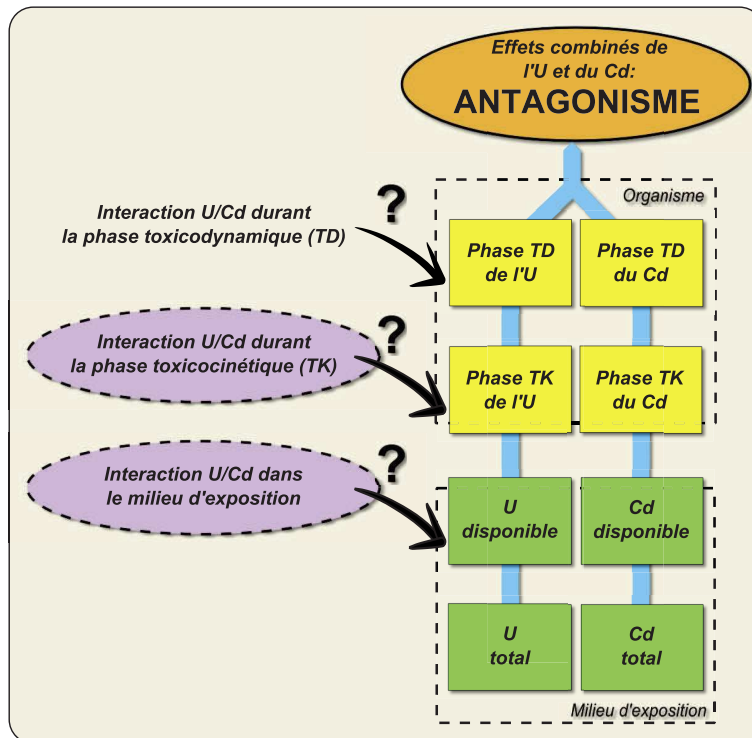 Effets combinés de
l'U et du Cd:
ANTAGONISME
Organisme
Interaction U/Cd durant
la phase toxicodynamique (TD)
?
Phase TD
de l'U
Phase TD
du Cd
Interaction U/Cd durant
la phase toxicocinétique (TK)
?
Phase TK
de l'U
Phase TK
du Cd
Interaction U/Cd dans
le milieu d'exposition
?
U
disponible
Cd
disponible
U
total
Cd
total
Milieu d'exposition